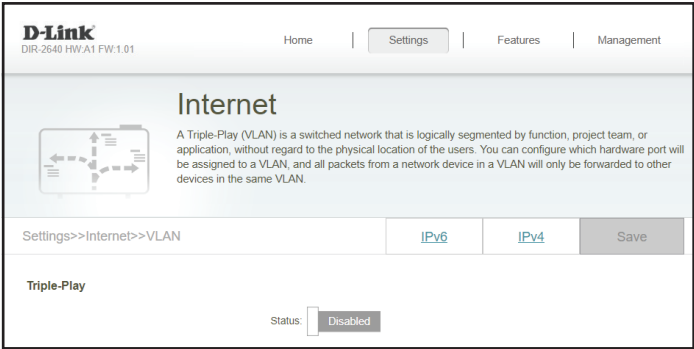 D-Link
DIR-2640 HW:A1 FW:1.01
Home
Settings
Features
Management
Internet
A Triple-Play (VLAN) is a switched network that is logically segmented by function, project team, or
application, without regard to the physical location of the users. You can configure which hardware port will
be assigned to a VLAN, and all packets from a network device in a VLAN will only be forwarded to other
devices in the same VLAN.
Settings>>Internet>>VLAN
IPv6
IPv4
Save
Triple-Play
Status: Disabled